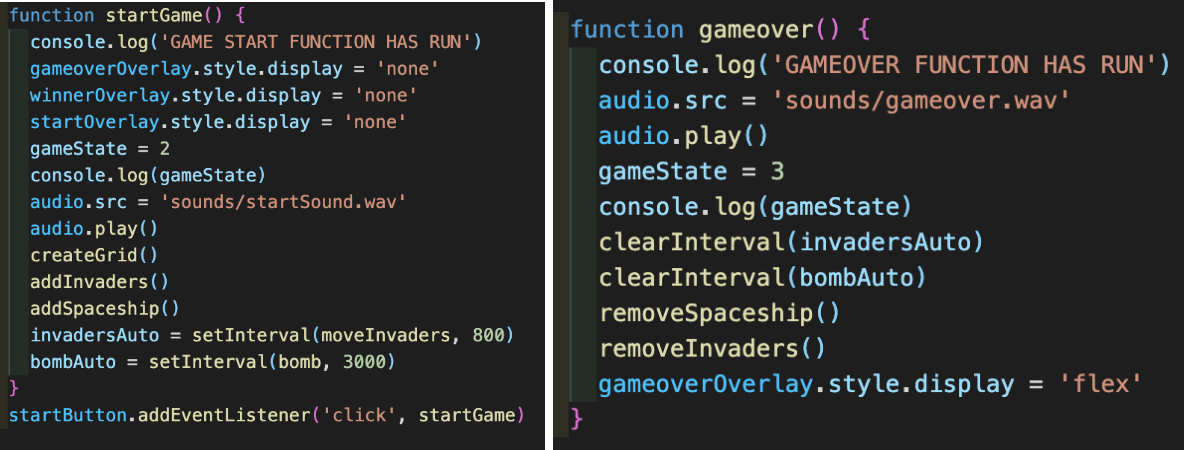 function startGame() {
  console.log('GAME START FUNCTION HAS RUN')
  gameoverOverlay.style.display = 'none'
  winnerOverlay.style.display = 'none'
  startOverlay.style.display = 'none'
  gameState = 2
  console.log(gameState)
  audio.src = 'sounds/startSound.wav'
  audio.play()
  createGrid()
  addInvaders()
  addSpaceship()
  invadersAuto = setInterval(moveInvaders, 800)
  bombAuto = setInterval(bomb, 3000)
}
startButton.addEventListener('click', startGame)
function gameover() {
  console.log('GAMEOVER FUNCTION HAS RUN')
  audio.src = 'sounds/gameover.wav'
  audio.play()
  gameState = 3
  console.log(gameState)
  clearInterval(invadersAuto)
  clearInterval(bombAuto)
  removeSpaceship()
  removeInvaders()
  gameoverOverlay.style.display = 'flex'
}